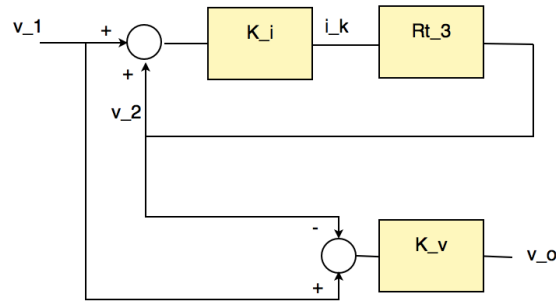 v_1
+
K_i
i_k
Rt_3
+
v_2
-
K_v
v_o
+